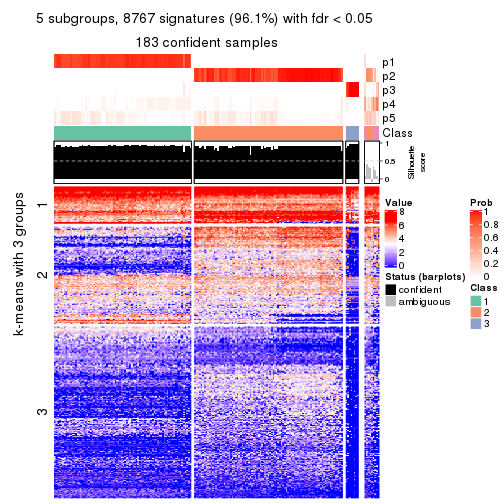 5 subgroups, 8767 signatures (96.1%) with fdr < 0.05
183 confident samples
p1
p2
p3
p4
p5
Class
1
0.5
0
Silhouette
score
k-means with 3 groups
1
2
3
Value
8
6
4
2
0
Status (barplots)
confident
ambiguous
Prob
1
0.8
0.6
0.4
0.2
0
Class
1
2
3